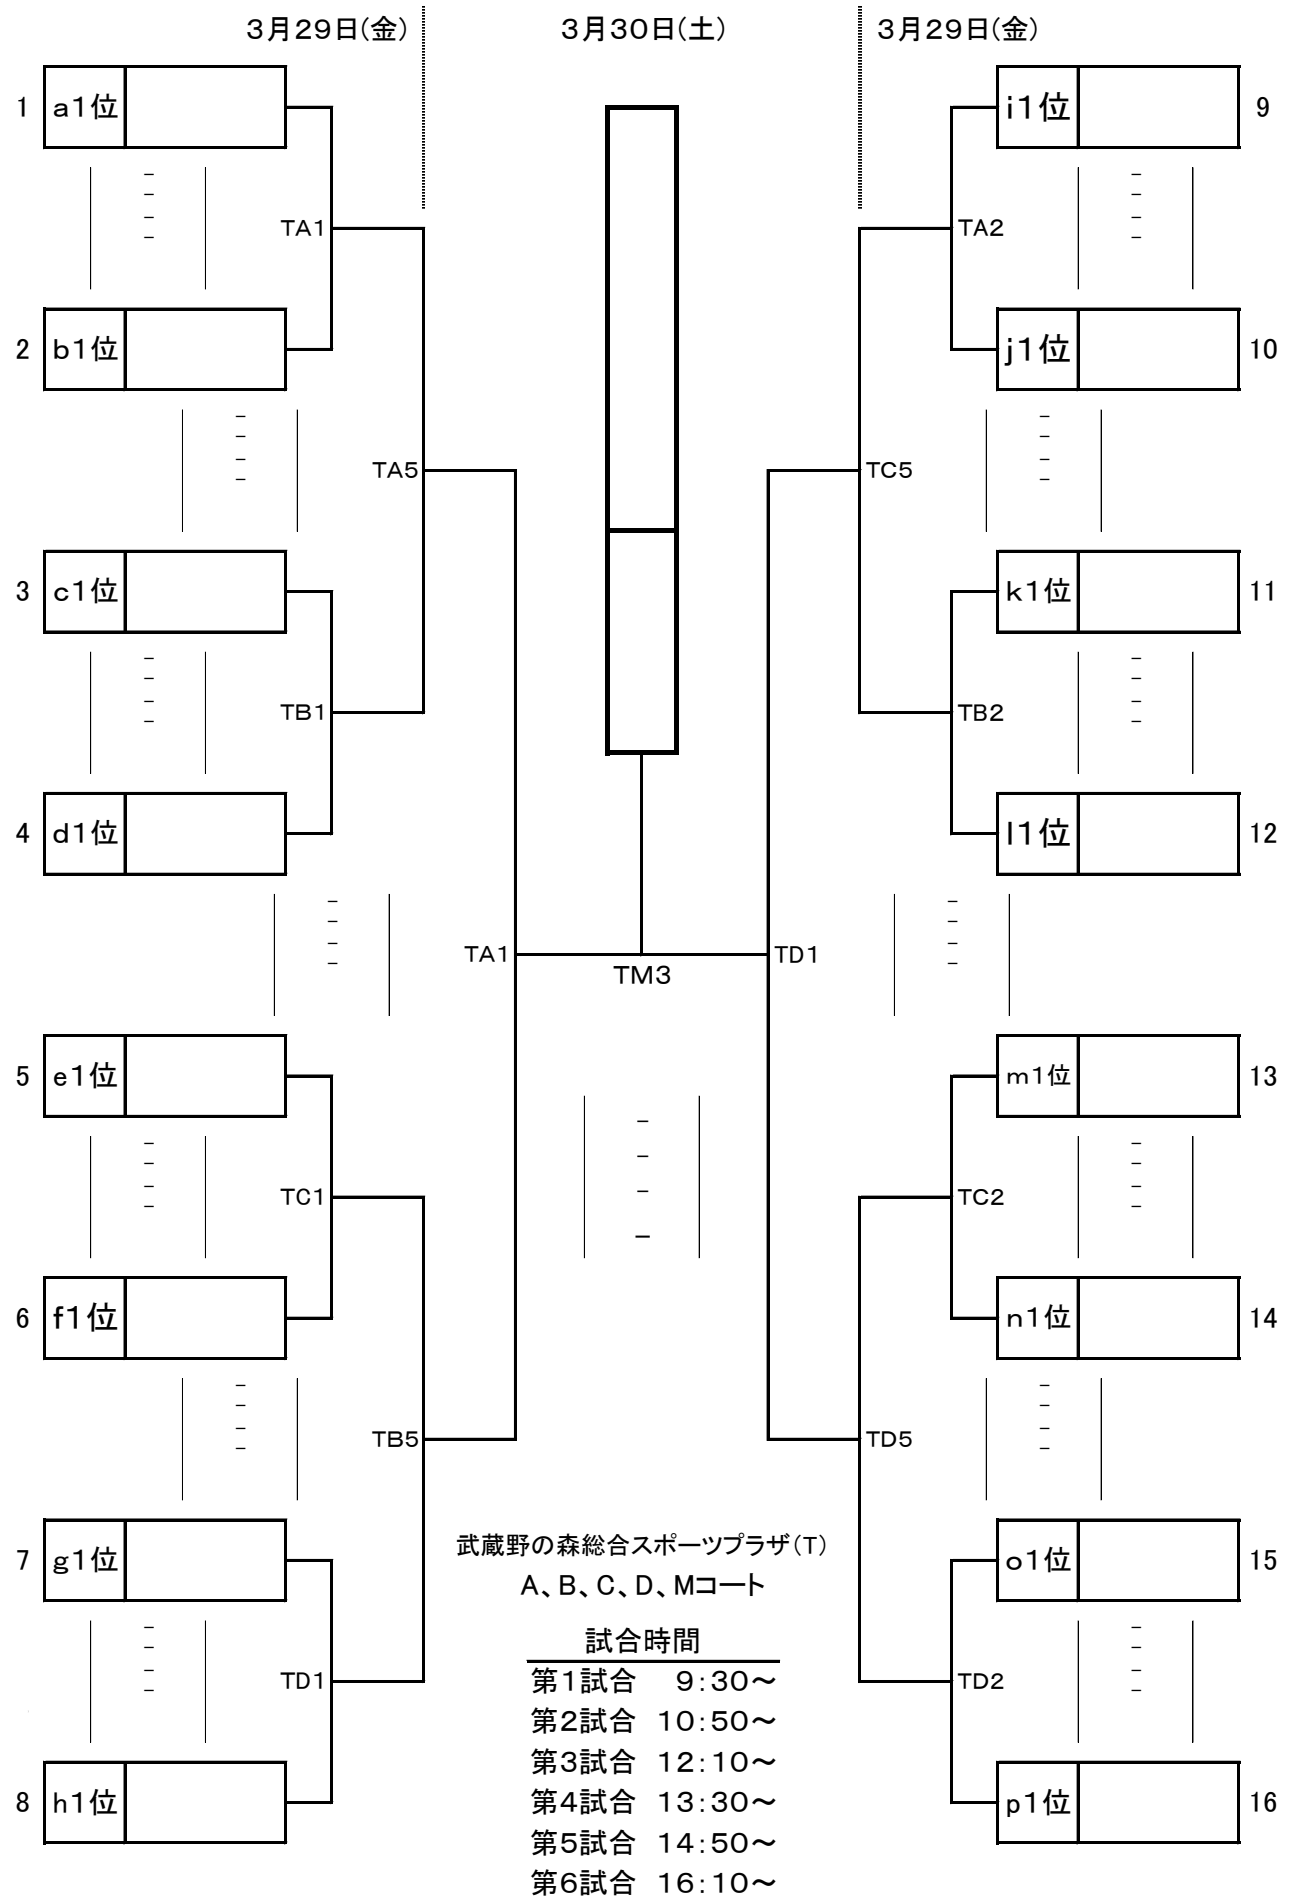 3月29日(金)
3月30日(土)
3月29日(金)
1 a1位
i1位 9
TA1
TA2
2 b1位
j1位 10
TA5
TC5
3 c1位
k1位 11
TB1
TB2
4 d1位
l1位 12
TA1
TM3
TD1
5 e1位
m1位 13
TC1
TC2
6 f1位
n1位 14
TB5
TD5
7 g1位
o1位 15
TD1
TD2
8 h1位
p1位 16
武蔵野の森総合スポーツプラザ(T)
A、B、C、D、Mコート
試合時間
第1試合 9:30～
第2試合 10:50～
第3試合 12:10～
第4試合 13:30～
第5試合 14:50～
第6試合 16:10～